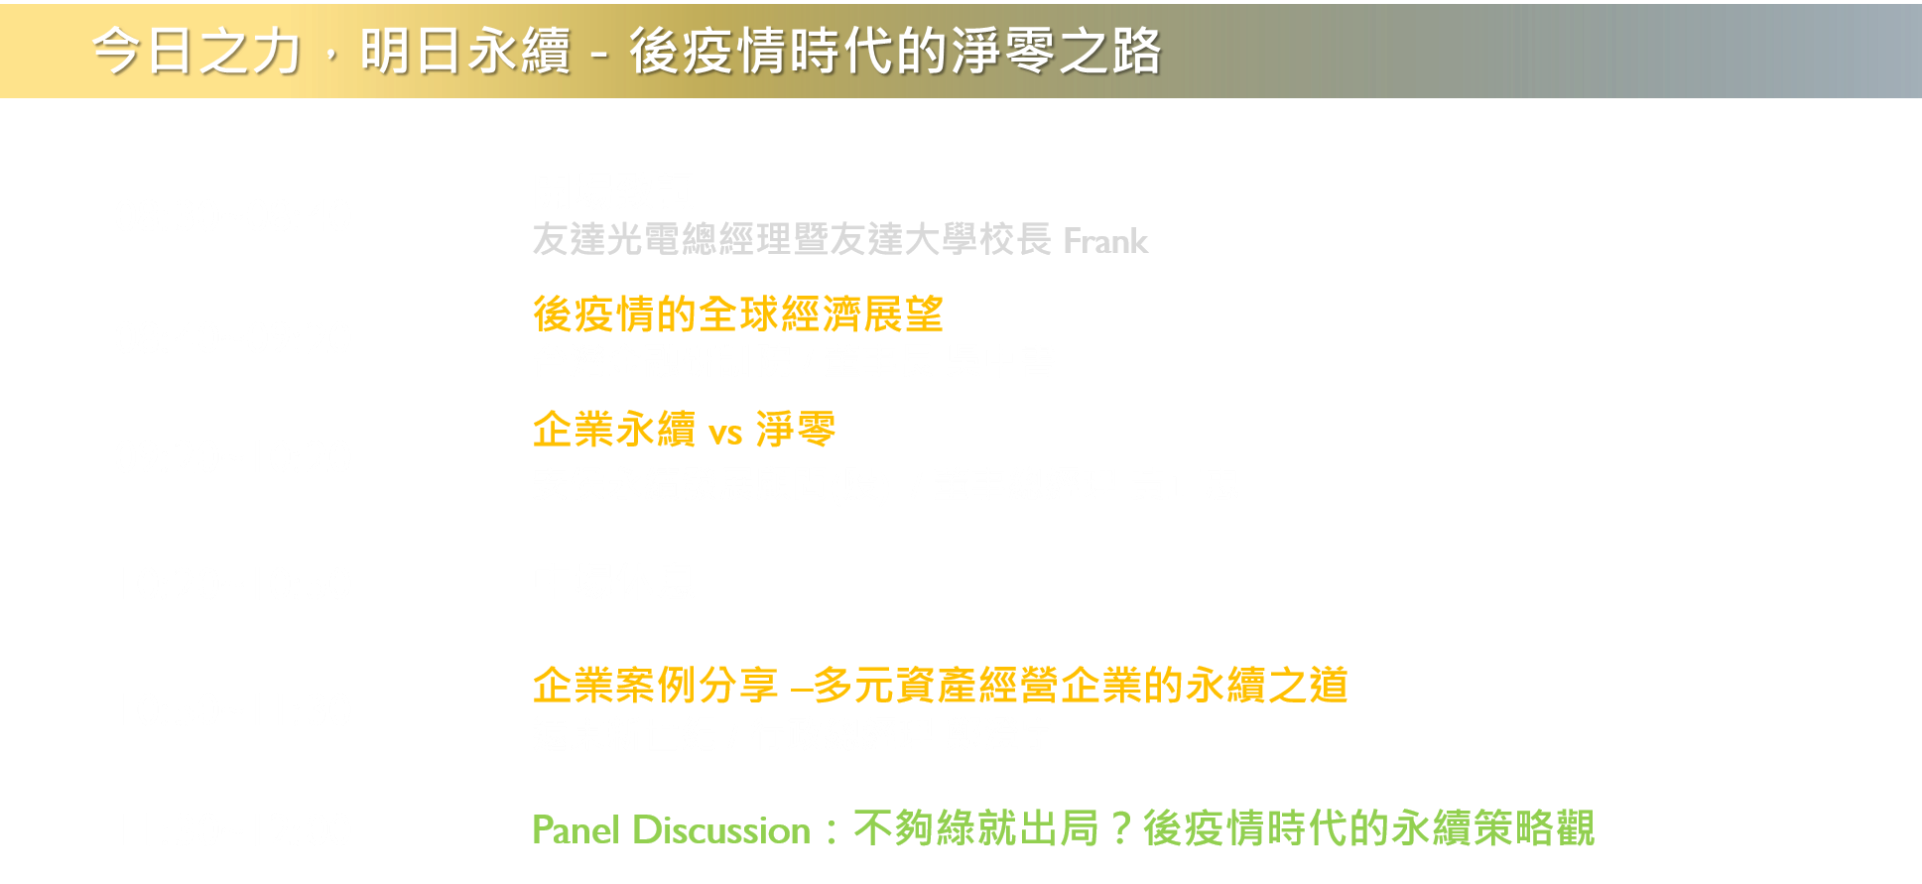 今日之力，明日永續 - 後疫情時代的淨零之路
友達光電總經理暨友達大學校長 Frank
後疫情的全球經濟展望
企業永續 vs 淨零
企業案例分享 –多元資產經營企業的永續之道
Panel Discussion：不夠綠就出局？後疫情時代的永續策略觀